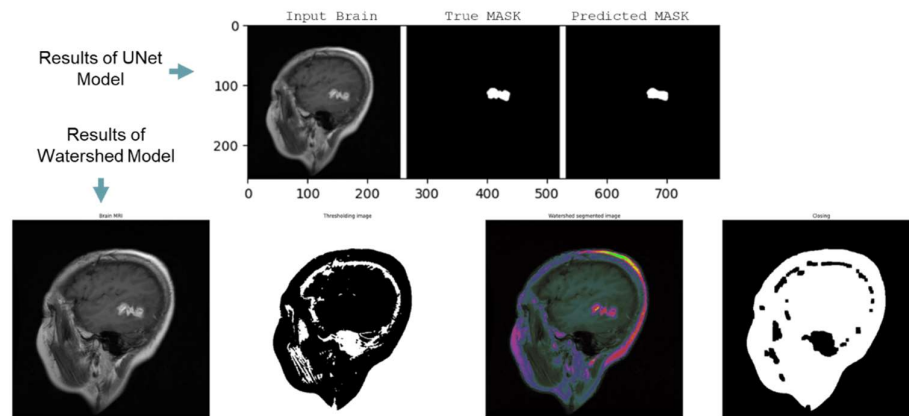 Input Brain True MASK Predicted MASK
Results of UNet
Model
0
100
200
0 100 200 300 400 500 600 700
Results of
Watershed Model
Brain MRI Thresholding image Watershed segmented image Closing